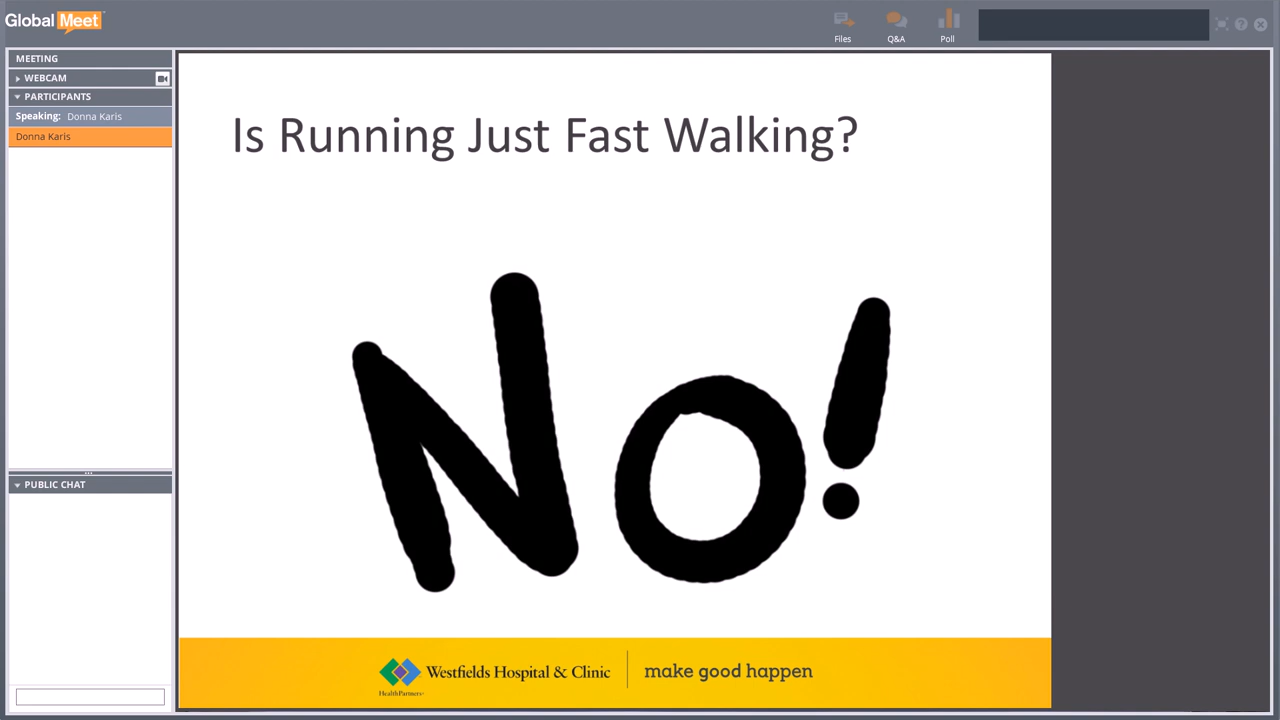 Global Meet
Files
Q&A
Poll
?
MEETING
WEBCAM
PARTICIPANTS
Speaking: Donna Karis
Donna Karis
PUBLIC CHAT
Is Running Just Fast Walking?
No!
Westfields Hospital & Clinic
HealthPartners
make good happen